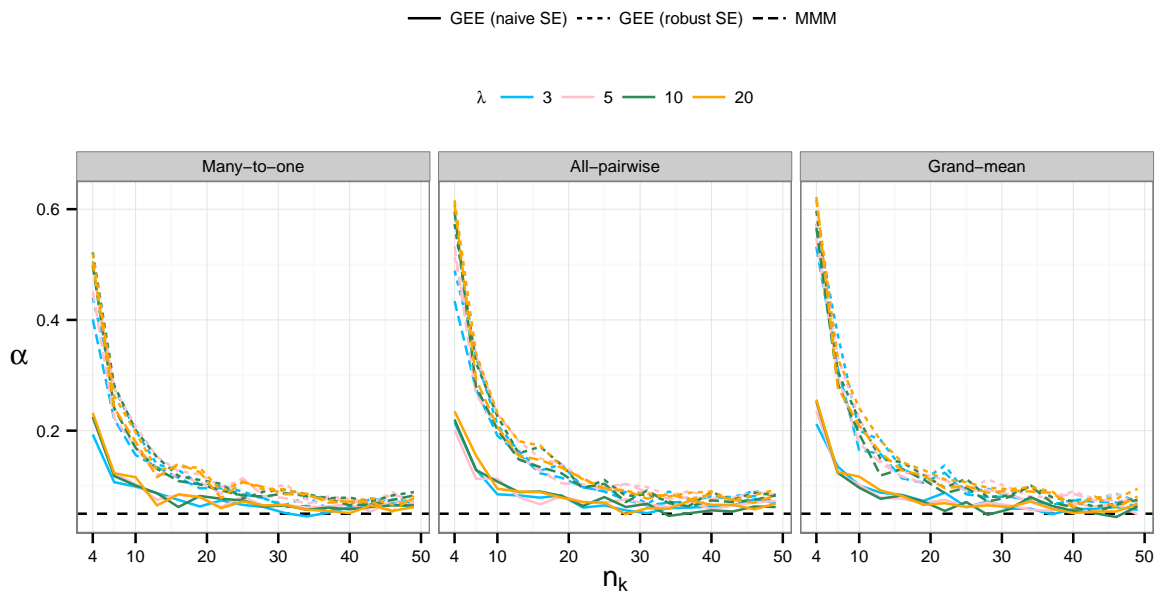 GEE (naive SE) GEE (robust SE) MMM
λ 3 5 10 20
Many−to−one All−pairwise Grand−mean
0.6
0.4
α
0.2
4 10 20 30 40 50 4 10 20 30 40 50 4 10 20 30 40 50
n_k